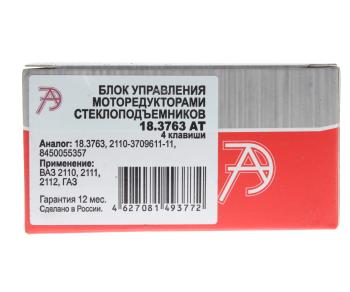 БЛОК УПРАВЛЕНИЯ
МОТОРЕДУКТОРАМИ
СТЕКЛОПОДЪЕМНИКОВ
18.3763 АТ
4 клавиши
Аналог: 18.3763, 2110-3709611-11,
8450055357
Применение:
ВАЗ 2110, 2111,
2112, ГАЗ
Гарантия 12 мес.
Сделано в России.
4 627081 493772